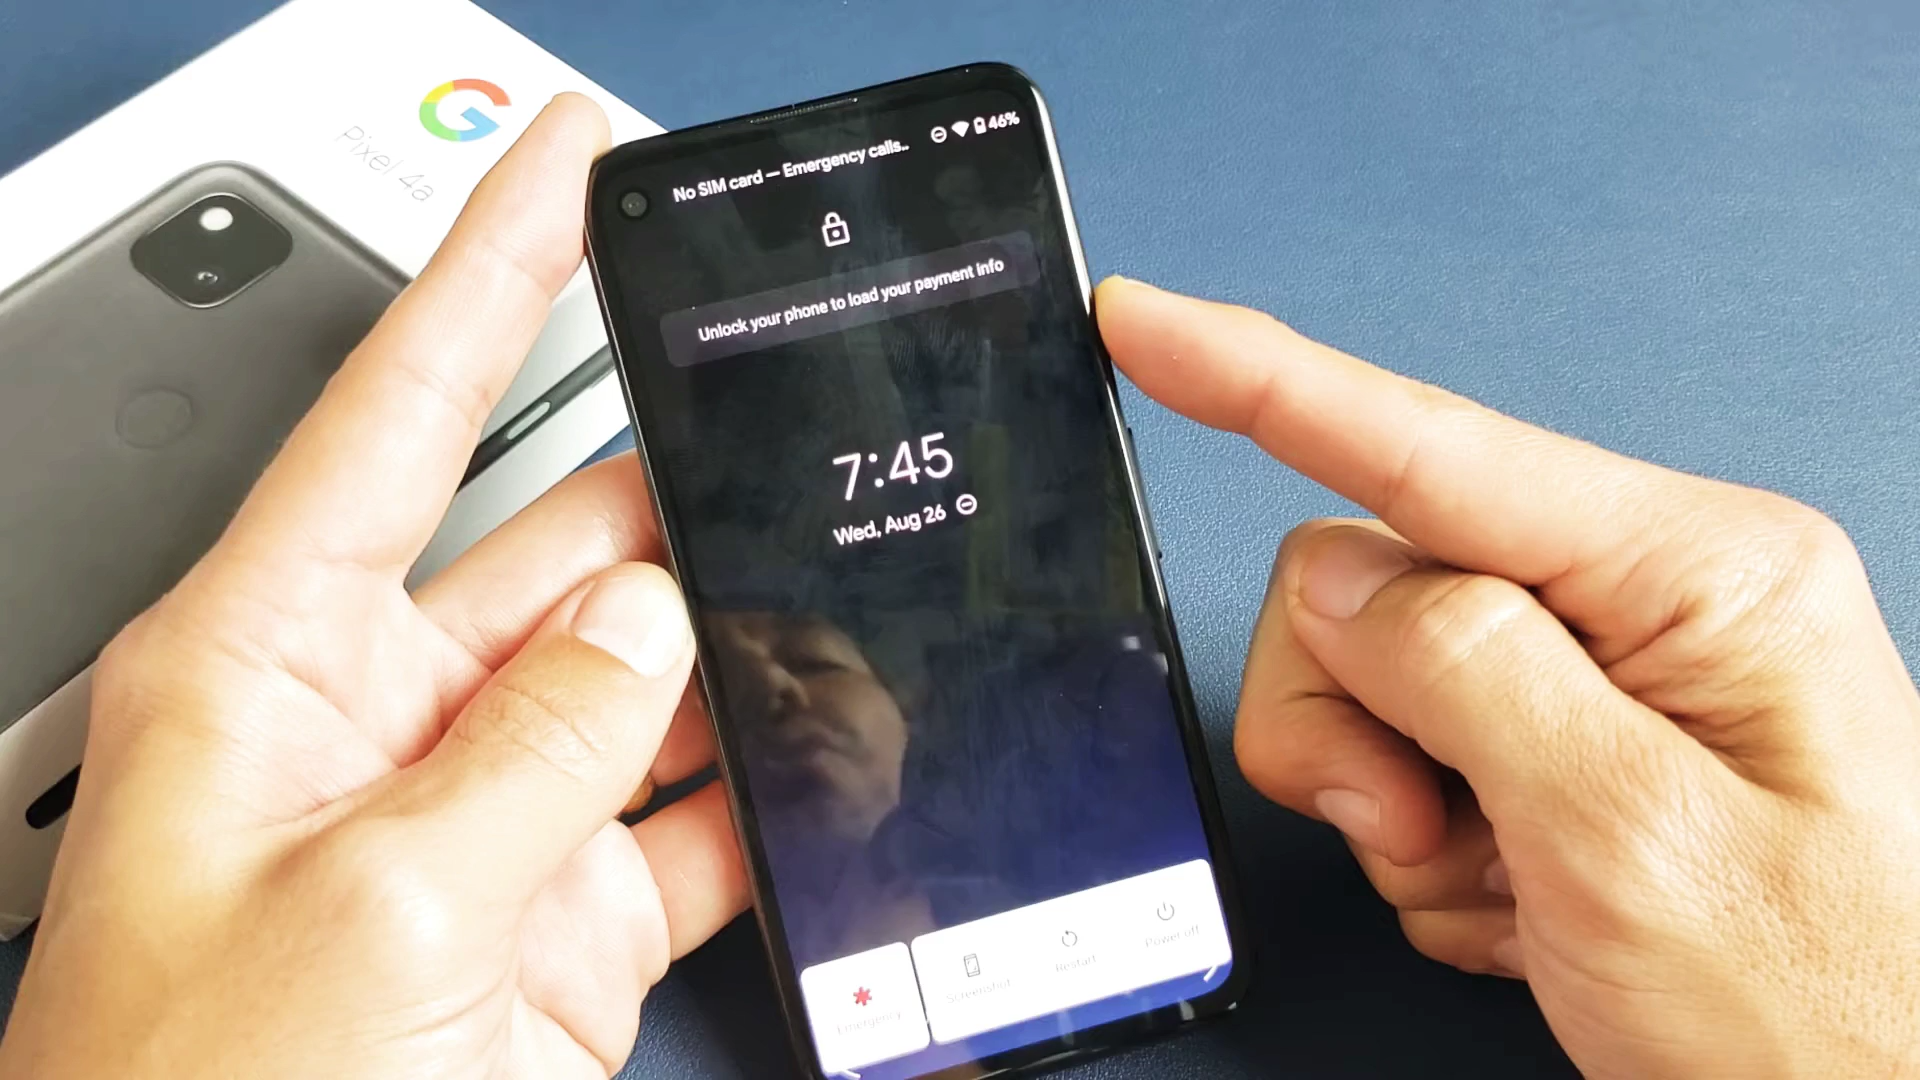 G
Pixel 4a
46%
No SIM card — Emergency calls..
Unlock your phone to load your payment info
7:45
Wed, Aug 26
Emergency
Screenshot
Restart
Power off